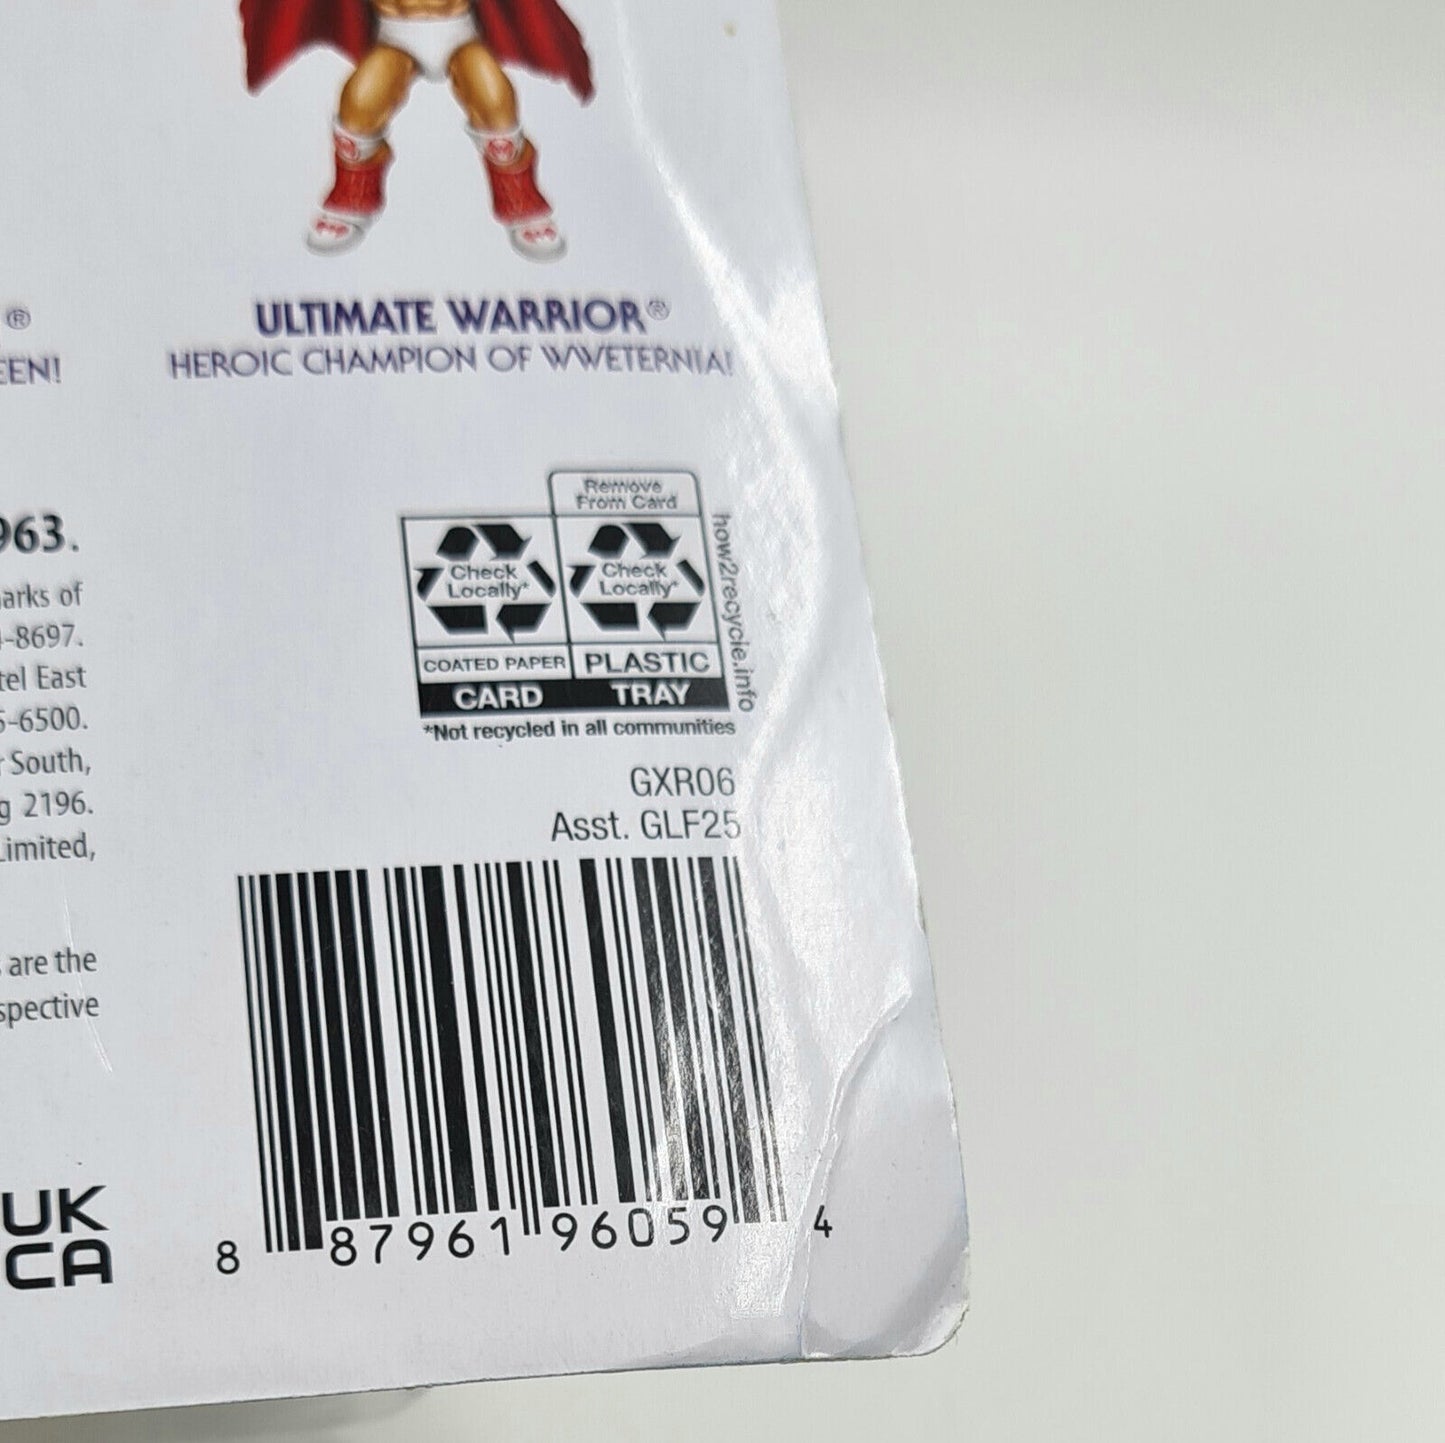 ®
EEN!
ULTIMATE WARRIOR®
HEROIC CHAMPION OF WWETERNIA!
963.
arks of
-8697.
tel East
5-6500.
r South,
g 2196.
Limited,
are the
spective
Remove
From Card
Check
Locally*
Check
Locally*
COATED PAPER
PLASTIC
CARD
TRAY
how2recycle.info
*Not recycled in all communities
GXR06
Asst. GLF25
8 87961 96059 4
UK
CA